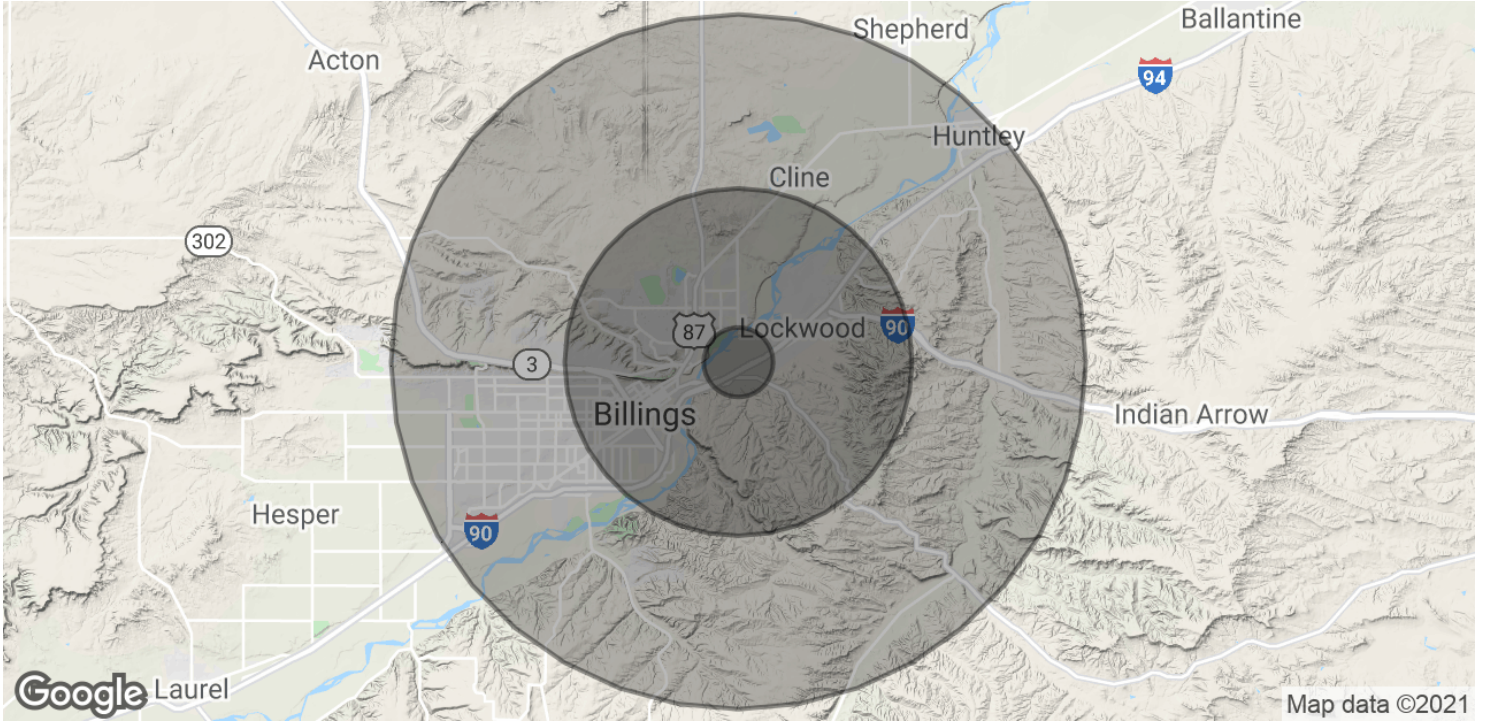 Ballantine
Shepherd
Acton
94
Huntley
Cline
302
87
Lockwood
90
3
Billings
Indian Arrow
Hesper
90
Laurel
Google
Map data ©2021